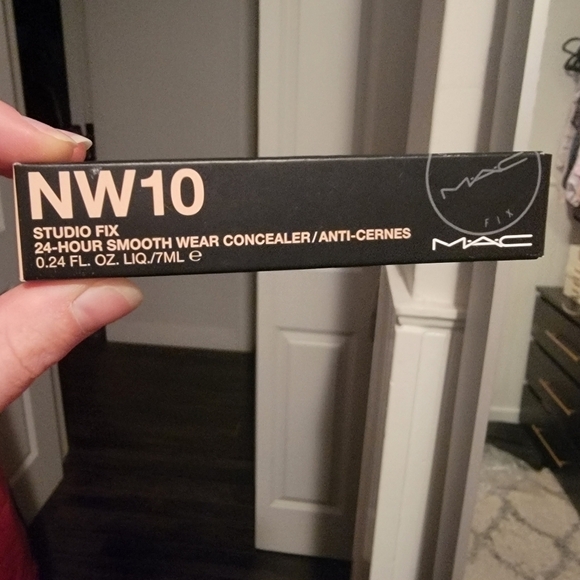 NW10
STUDIO FIX
24-HOUR SMOOTH WEAR CONCEALER/ANTI-CERNES
0.24 FL. OZ. LIQ./7ML ℮
MAC
FIX
MAC